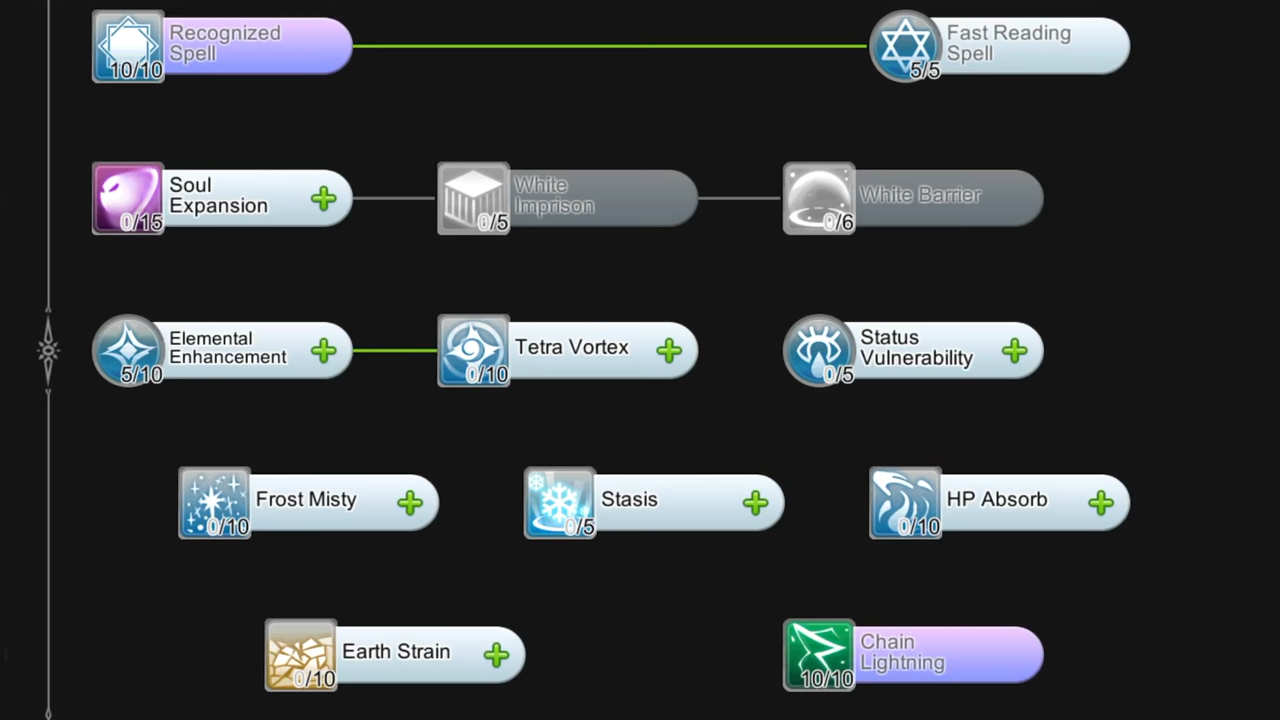 Recognized
Spell
10/10
Fast Reading
Spell
5/5
Soul
Expansion
0/15
White
Imprison
0/5
White Barrier
0/6
Elemental
Enhancement
5/10
Tetra Vortex
0/10
Status
Vulnerability
0/5
Frost Misty
0/10
Stasis
0/5
HP Absorb
0/10
Earth Strain
0/10
Chain
Lightning
10/10